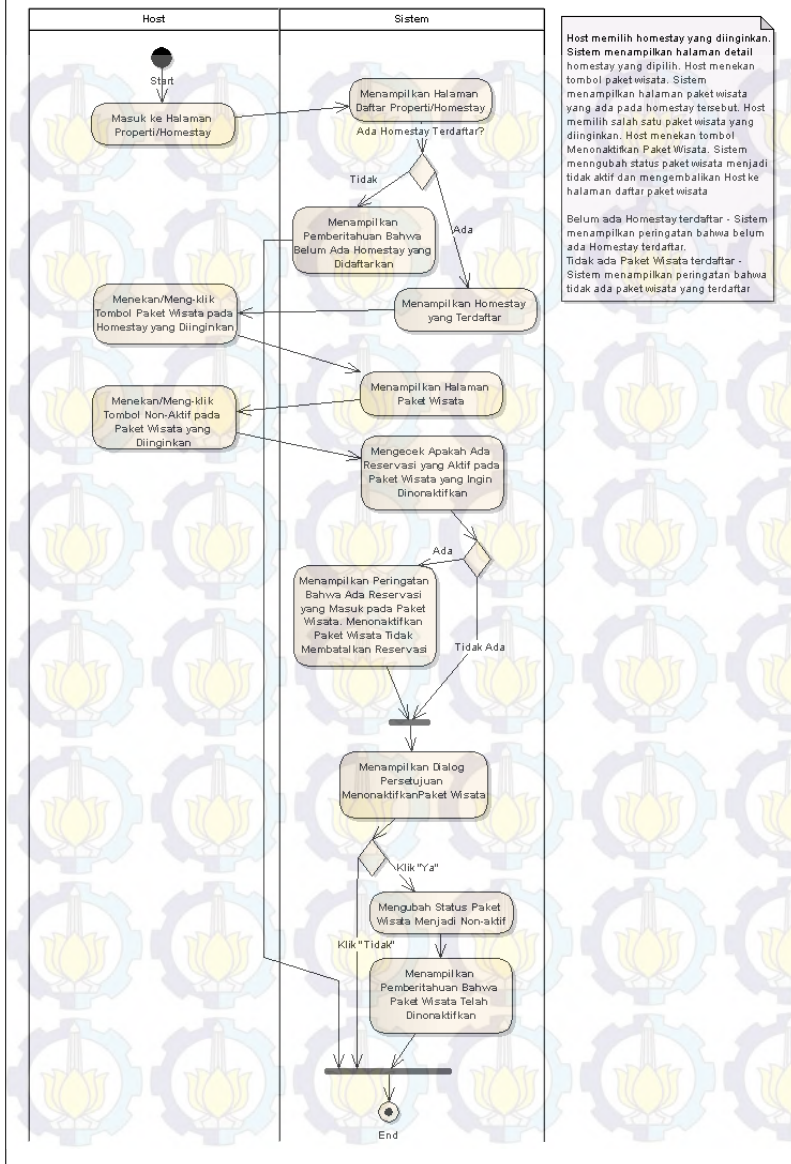 Host
Sistem
Start
Masuk ke Halaman
Properti/Homestay
Menampilkan Halaman
Daftar Properti/Homestay
Ada Homestay Terdaftar?
Tidak
Ada
Menampilkan
Pemberitahuan Bahwa
Belum Ada Homestay yang
Didaftarkan
Menampilkan Homestay
yang Terdaftar
Menekan/Meng-klik
Tombol Paket Wisata pada
Homestay yang Diinginkan
Menampilkan Halaman
Paket Wisata
Menekan/Meng-klik
Tombol Non-Aktif pada
Paket Wisata yang
Diinginkan
Mengecek Apakah Ada
Reservasi yang Aktif pada
Paket Wisata yang Ingin
Dinonaktifkan
Ada
Tidak Ada
Menampilkan Peringatan
Bahwa Ada Reservasi
yang Masuk pada Paket
Wisata. Menonaktifkan
Paket Wisata Tidak
Membatalkan Reservasi
Menampilkan Dialog
Persetujuan
MenonaktifkanPaket Wisata
Klik "Ya"
Klik "Tidak"
Mengubah Status Paket
Wisata Menjadi Non-aktif
Menampilkan
Pemberitahuan Bahwa
Paket Wisata Telah
Dinonaktifkan
End
Host memilih homestay yang diinginkan.
Sistem menampilkan halaman detail
homestay yang dipilih. Host menekan
tombol paket wisata. Sistem
menampilkan halaman paket wisata
yang ada pada homestay tersebut. Host
memilih salah satu paket wisata yang
diinginkan. Host menekan tombol
Menonaktifkan Paket Wisata. Sistem
menngubah status paket wisata menjadi
tidak aktif dan mengembalikan Host ke
halaman daftar paket wisata
Belum ada Homestay terdaftar - Sistem
menampilkan peringatan bahwa belum
ada Homestay terdaftar.
Tidak ada Paket Wisata terdaftar -
Sistem menampilkan peringatan bahwa
tidak ada paket wisata yang terdaftar